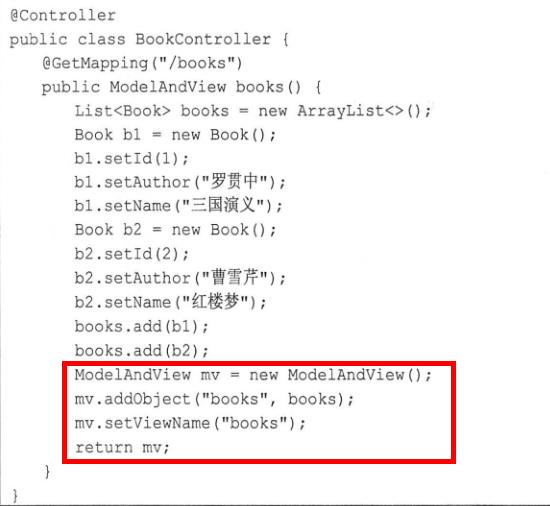 @Controller
public class BookController {
@GetMapping("/books")
public ModelAndView books() {
List<Book> books = new ArrayList<>();
Book b1 = new Book();
b1.setId(1);
b1.setAuthor("罗贯中");
b1.setName("三国演义");
Book b2 = new Book();
b2.setId(2);
b2.setAuthor("曹雪芹");
b2.setName("红楼梦");
books.add(b1);
books.add(b2);
ModelAndView mv = new ModelAndView();
mv.addObject("books", books);
mv.setViewName("books");
return mv;
}
}